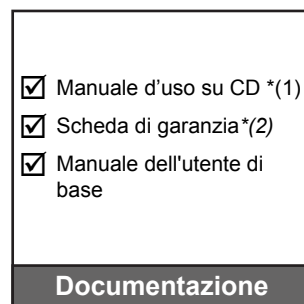 ☑ Manuale d’uso su CD *(1)
☑ Scheda di garanzia*(2)
☑ Manuale dell'utente di
base
Documentazione